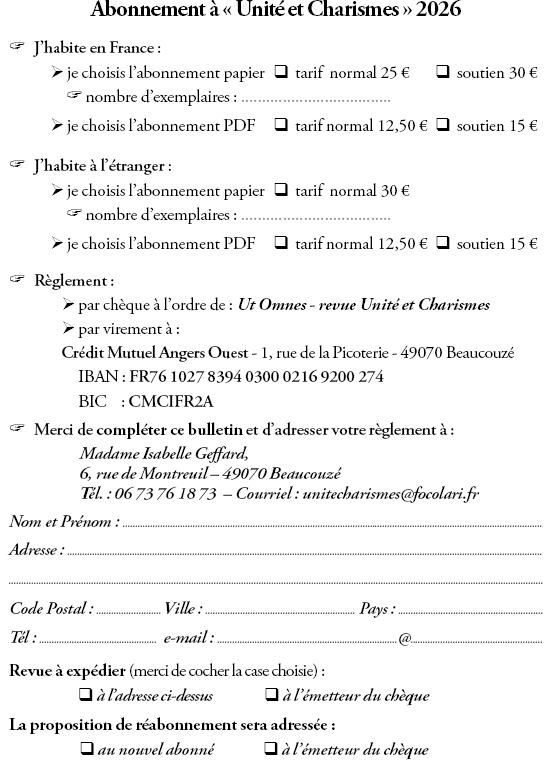 Abonnement à « Unité et Charismes » 2026
☞ J'habite en France :
➢ je choisis l'abonnement papier ❑ tarif normal 25 € ❑ soutien 30 €
☞ nombre d'exemplaires : ....................................
➢ je choisis l'abonnement PDF ❑ tarif normal 12,50 € ❑ soutien 15 €
☞ J'habite à l'étranger :
➢ je choisis l'abonnement papier ❑ tarif normal 30 €
☞ nombre d'exemplaires : ....................................
➢ je choisis l'abonnement PDF ❑ tarif normal 12,50 € ❑ soutien 15 €
☞ Règlement :
➢ par chèque à l'ordre de : Ut Omnes - revue Unité et Charismes
➢ par virement à :
Crédit Mutuel Angers Ouest - 1, rue de la Picoterie - 49070 Beaucouzé
IBAN : FR76 1027 8394 0300 0216 9200 274
BIC : CMCIFR2A
☞ Merci de compléter ce bulletin et d'adresser votre règlement à :
Madame Isabelle Geffard,
6, rue de Montreuil – 49070 Beaucouzé
Tél. : 06 73 76 18 73 – Courriel : unitecharismes@focolari.fr
Nom et Prénom : ....................................
Adresse : ....................................
....................................
Code Postal : .................... Ville : .................... Pays : ....................
Tél : .................... e-mail : ....................@....................
Revue à expédier (merci de cocher la case choisie) :
❑ à l'adresse ci-dessus ❑ à l'émetteur du chèque
La proposition de réabonnement sera adressée :
❑ au nouvel abonné ❑ à l'émetteur du chèque